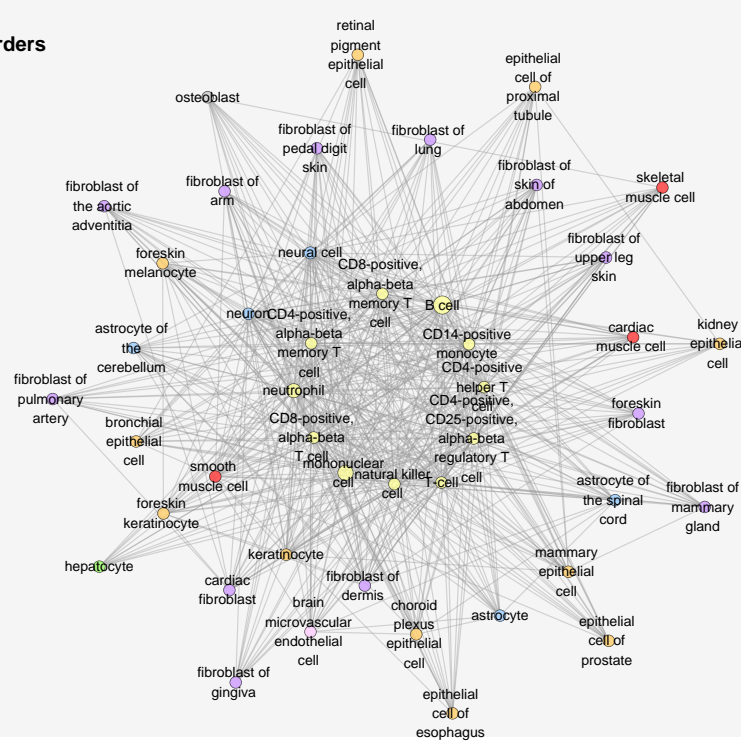 rders
retinal
pigment
epithelial
cell
epithelial
cell of
proximal
tubule
osteoblast
fibroblast of
pedal digit
skin
fibroblast of
lung
fibroblast of
skin of
abdomen
skeletal
muscle cell
fibroblast of
the aortic
adventitia
fibroblast of
arm
fibroblast of
upper leg
skin
foreskin
melanocyte
neural cell
CD8-positive,
alpha-beta
memory T
cell
B cell
neuron
CD4-positive,
alpha-beta
memory T
cell
CD14-positive
monocyte
cardiac
muscle cell
kidney
epithelia
cell
astrocyte of
the
cerebellum
CD4-positive
helper T
cell
fibroblast of
pulmonary
artery
neutrophil
CD4-positive,
CD25-positive,
alpha-beta
regulatory T
cell
foreskin
fibroblast
bronchial
epithelial
cell
CD8-positive,
alpha-beta
T cell
smooth
muscle cell
mononuclear
cell
natural killer
cell
T-cell
astrocyte of
the spinal
cord
fibroblast of
mammary
gland
foreskin
keratinocyte
hepatocyte
keratinocyte
mammary
epithelial
cell
cardiac
fibroblast
fibroblast of
dermis
brain
microvascular
endothelial
cell
choroid
plexus
epithelial
cell
astrocyte
epithelial
cell of
prostate
fibroblast of
gingiva
epithelial
cell of
esophagus